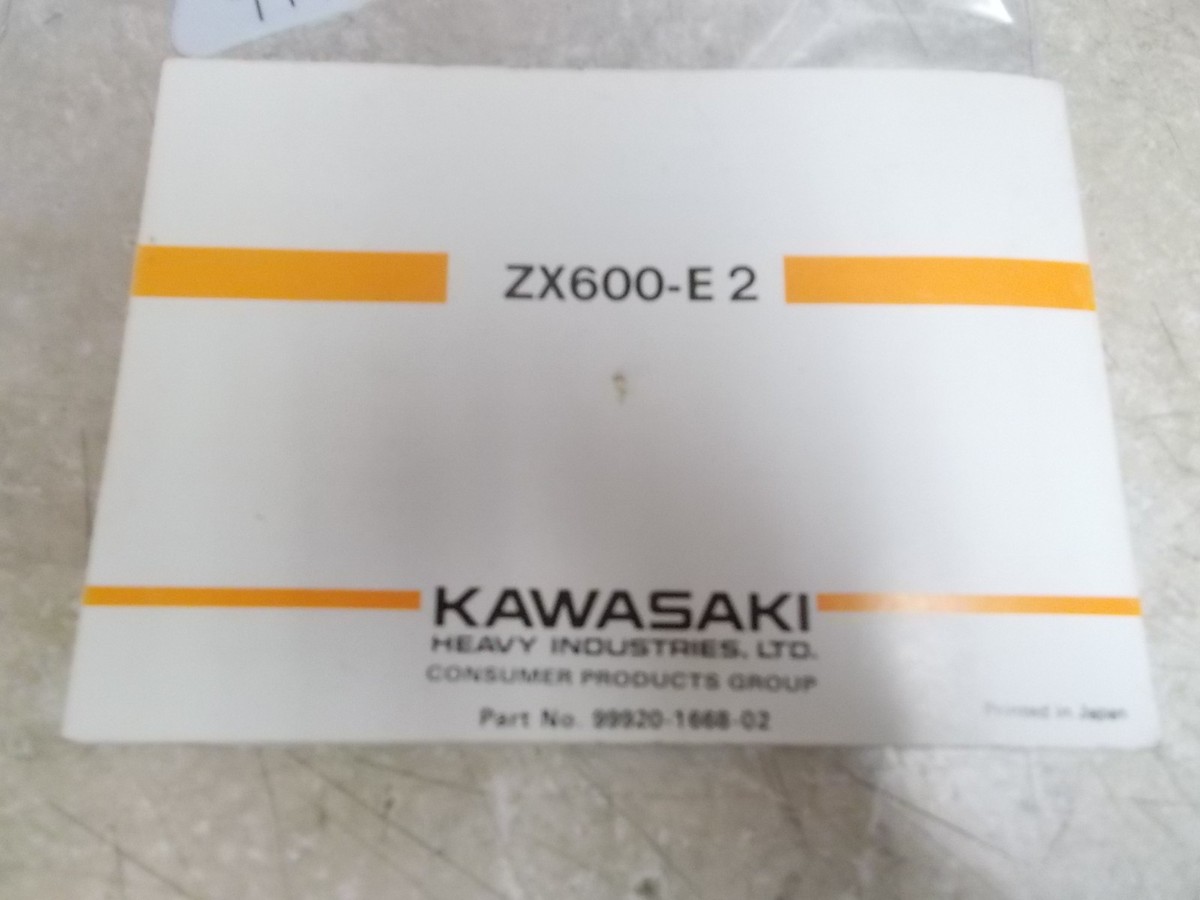 ZX600-E 2
KAWASAKI
HEAVY INDUSTRIES, LTD.
CONSUMER PRODUCTS GROUP
Part No. 99920-1668-02
Printed in Japan